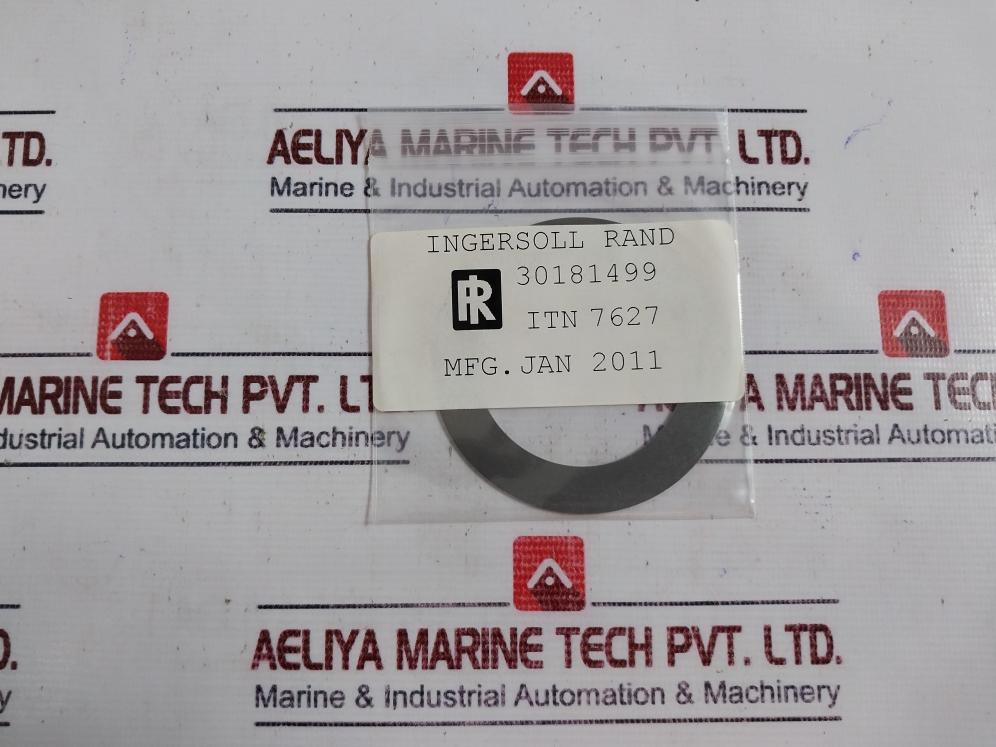 AELIYA MARINE TECH PVT. LTD.
Marine & Industrial Automation & Machinery
TD.
nery
INGERSOLL RAND
IR
30181499
ITN 7627
MFG. JAN 2011
MARINE TECH PVT. LT
dustrial Automation & Machinery
A MARINE TEC
M e & Industrial Automati
D.
y
AELIYA MARINE TECH PVT. LTD.
Marine & Industrial Automation & Machinery